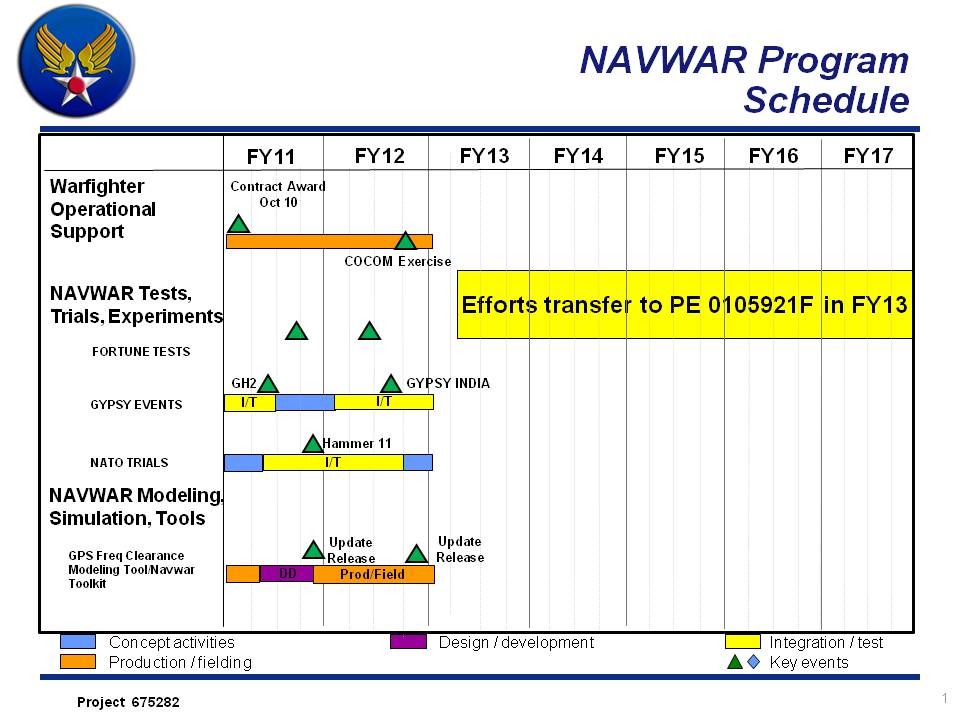 NAVWAR Program
Schedule
FY11 FY12 FY13 FY14 FY15 FY16 FY17
Warfighter
Operational
Support
Contract Award
Oct 10
COCOM Exercise
NAVWAR Tests,
Trials, Experiments
Efforts transfer to PE 0105921F in FY13
FORTUNE TESTS
GH2 GYPSY INDIA
GYPSY EVENTS
I/T I/T
Hammer 11
NATO TRIALS
I/T
NAVWAR Modeling,
Simulation, Tools
Update
Release
Update
Release
GPS Freq Clearance
Modeling Tool/Navwar
Toolkit
DD Prod/Field
Concept activities Design / development Integration / test
Production / fielding Key events
Project 675282
1